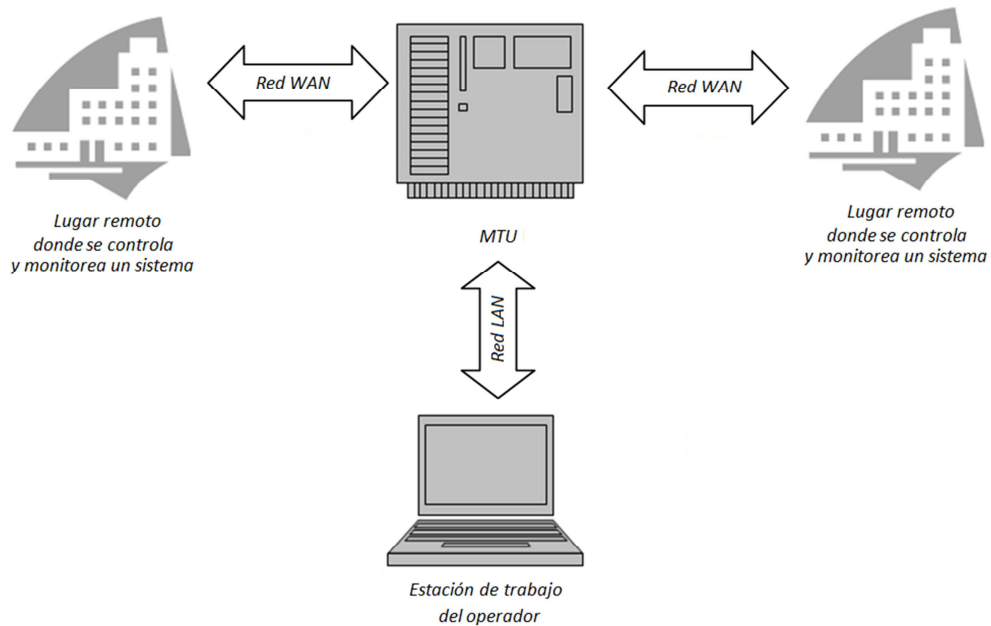 Red WAN
Red WAN
Lugar remoto
donde se controla
y monitorea un sistema
MTU
Lugar remoto
donde se controla
y monitorea un sistema
Red LAN
Estación de trabajo
del operador